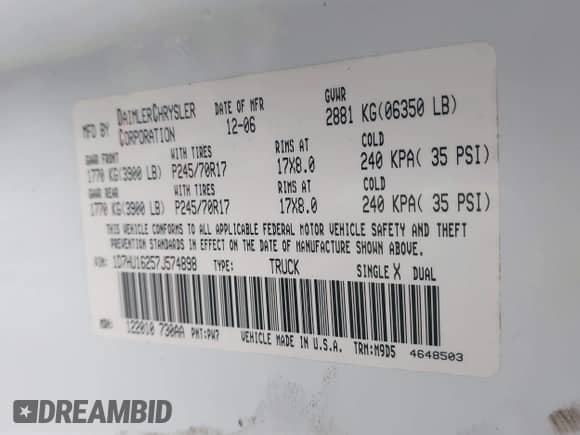 MFD BY DAIMLERCHRYSLER CORPORATION DATE OF MFR 12-06 GVWR 2881 KG(06350 LB)
GAWR FRONT WITH TIRES RIMS AT COLD
1770 KG(3900 LB) P245/70R17 17X8.0 240 KPA( 35 PSI)
GAWR REAR WITH TIRES RIMS AT COLD
1770 KG(3900 LB) P245/70R17 17X8.0 240 KPA( 35 PSI)
THIS VEHICLE CONFORMS TO ALL APPLICABLE FEDERAL MOTOR VEHICLE SAFETY AND THEFT
PREVENTION STANDARDS IN EFFECT ON THE DATE OF MANUFACTURE SHOWN ABOVE.
VIN: 1D7HU16257J574898 TYPE: TRUCK SINGLE X DUAL
MDH: 122010 730AA PNT:PW7 VEHICLE MADE IN U.S.A. TRM:M9D5 4648503
DREAMBID